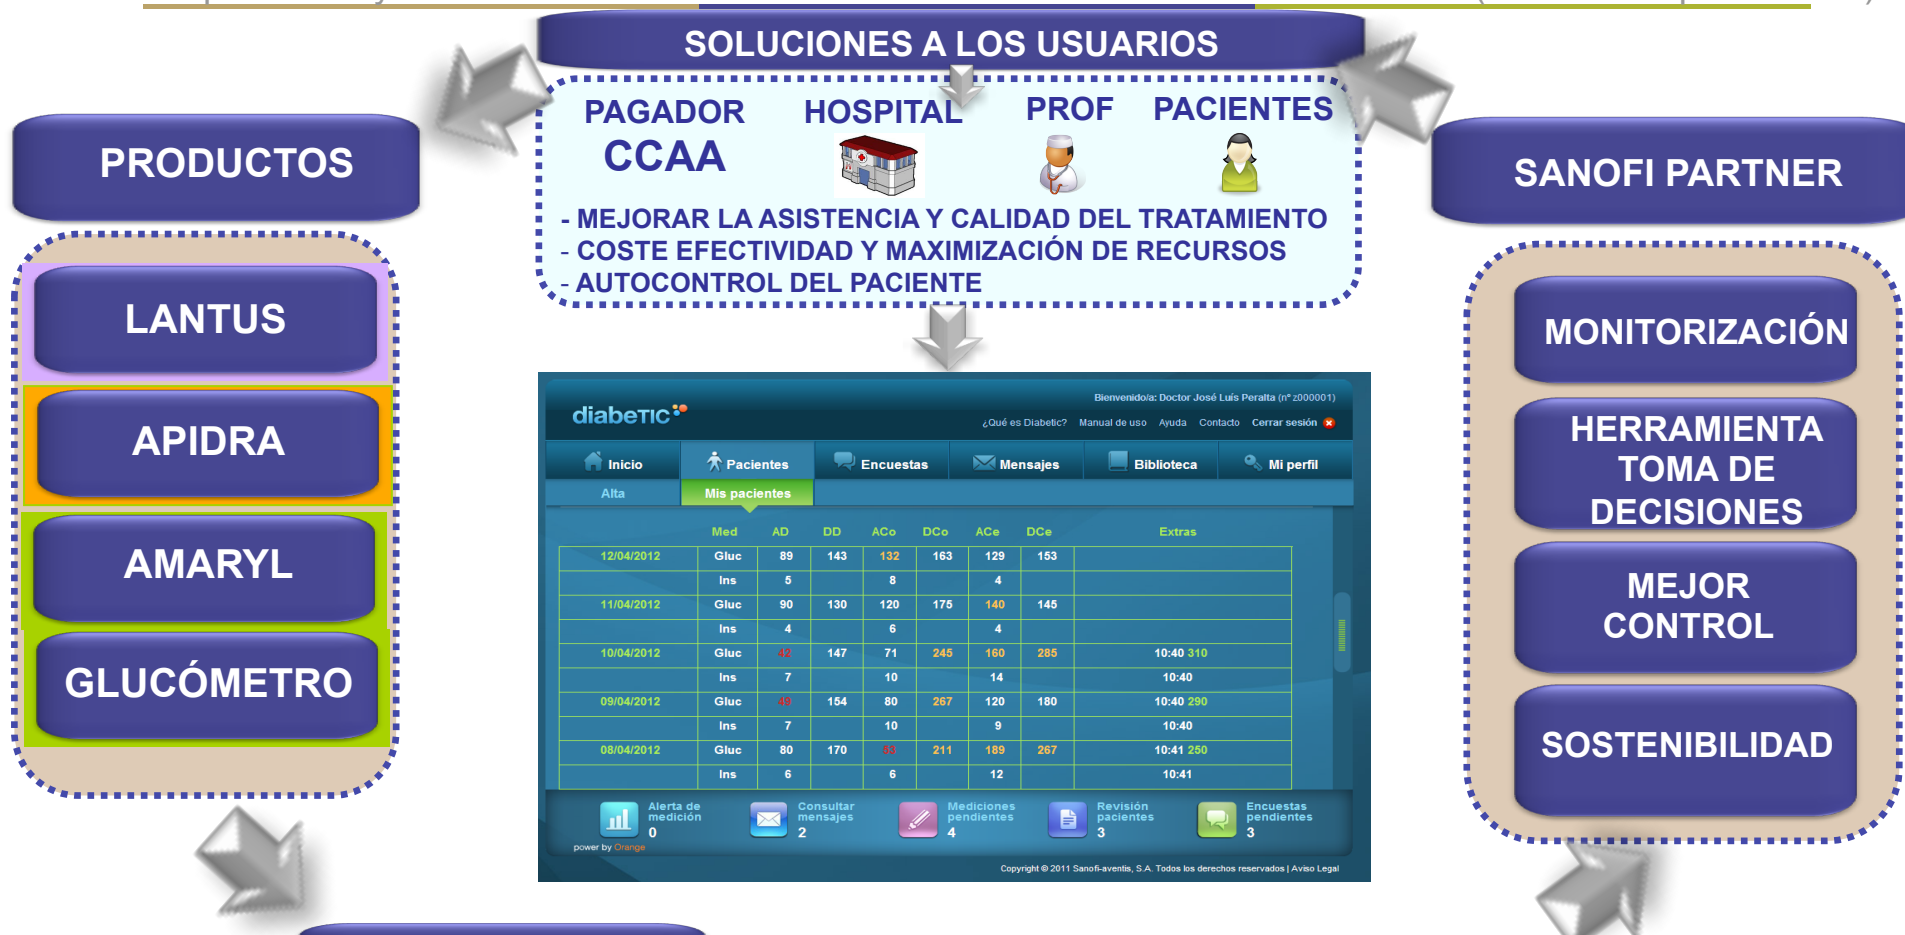 SOLUCIONES A LOS USUARIOS
PAGADOR HOSPITAL PROF PACIENTES
CCAA
- MEJORAR LA ASISTENCIA Y CALIDAD DEL TRATAMIENTO
- COSTE EFECTIVIDAD Y MAXIMIZACIÓN DE RECURSOS
- AUTOCONTROL DEL PACIENTE
PRODUCTOS
LANTUS
APIDRA
AMARYL
GLUCÓMETRO
SANOFI PARTNER
MONITORIZACIÓN
HERRAMIENTA
TOMA DE
DECISIONES
MEJOR
CONTROL
SOSTENIBILIDAD
diabeTIC
Bienvenido/a: Doctor José Luís Peralta (nº z000001)
¿Qué es Diabetic? Manual de uso Ayuda Contacto Cerrar sesión
Inicio Pacientes Encuestas Mensajes Biblioteca Mi perfil
Alta Mis pacientes
Med AD DD ACo DCo ACe DCe Extras
12/04/2012 Gluc 89 143 132 163 129 153
Ins 5 8 4
11/04/2012 Gluc 90 130 120 175 140 145
Ins 4 6 4
10/04/2012 Gluc 42 147 71 245 160 285 10:40 310
Ins 7 10 14 10:40
09/04/2012 Gluc 49 154 80 267 120 180 10:40 290
Ins 7 10 9 10:40
08/04/2012 Gluc 80 170 53 211 189 267 10:41 250
Ins 6 6 12 10:41
Alerta de medición 0
Consultar mensajes 2
Mediciones pendientes 4
Revisión pacientes 3
Encuestas pendientes 3
power by Orange
Copyright © 2011 Sanofi-aventis, S.A. Todos los derechos reservados | Aviso Legal